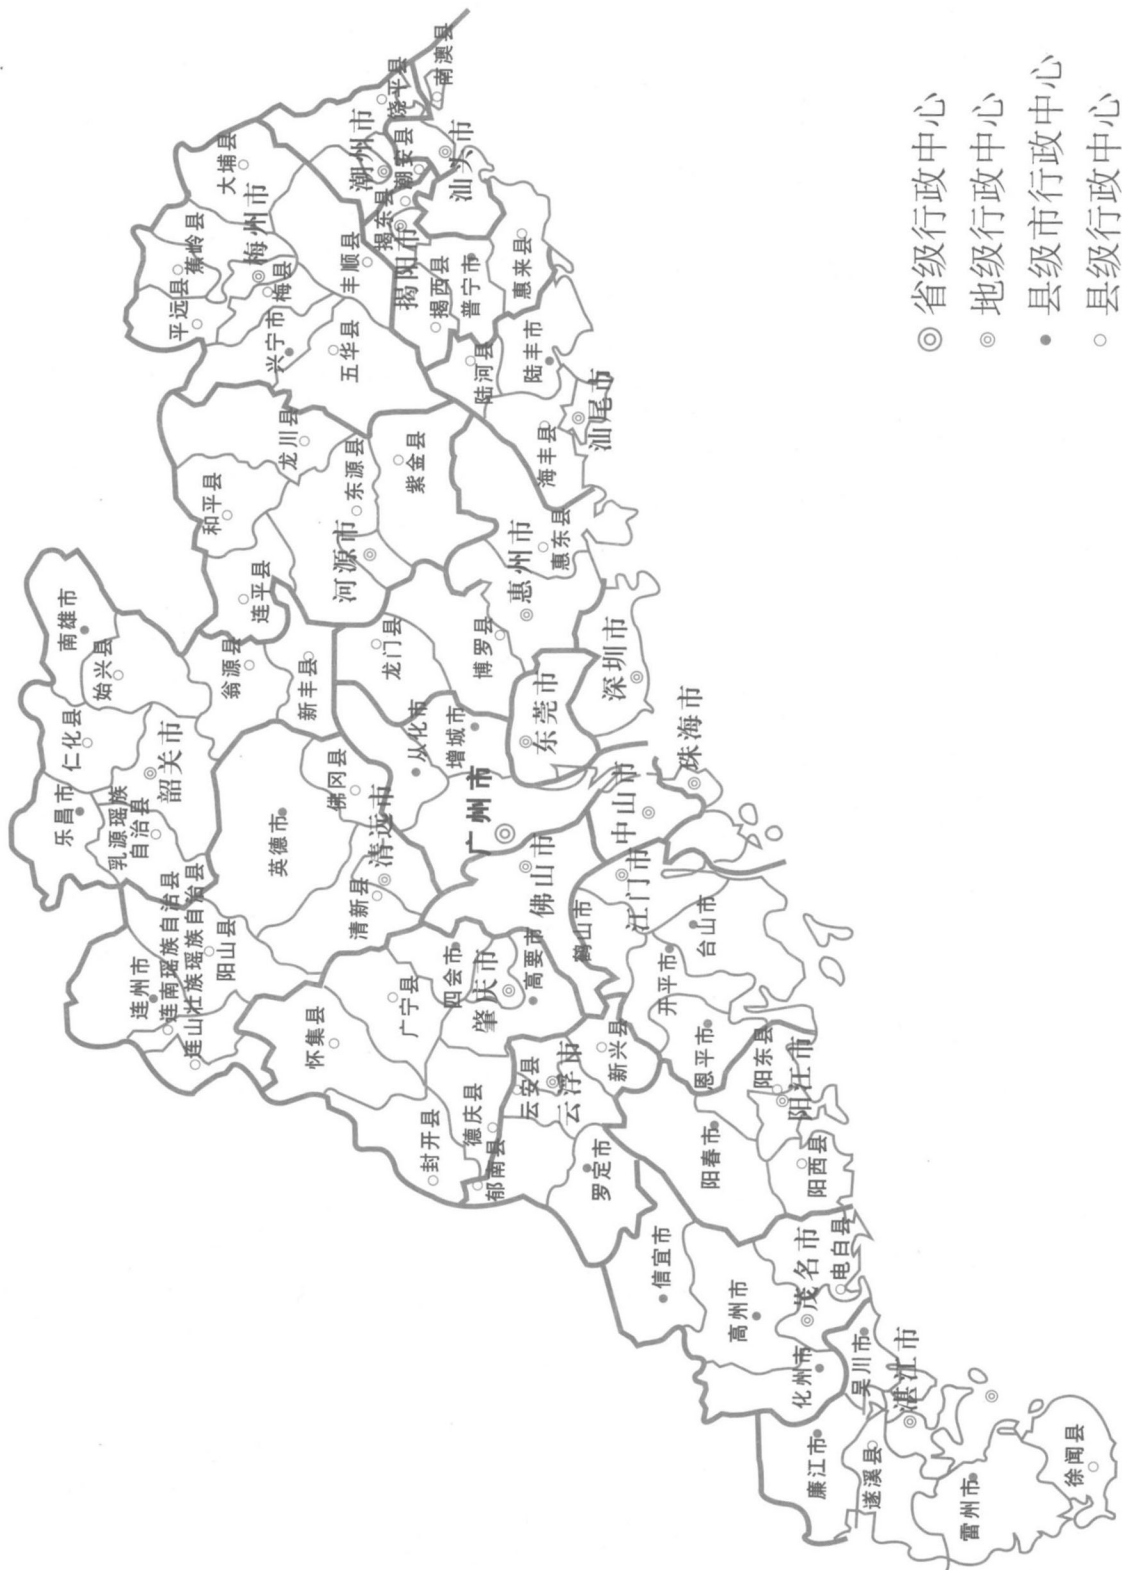 南雄市
始兴县
仁化县
韶关市
乐昌市
乳源瑶族
自治县
连州市
连南瑶族自治县
连山壮族瑶族自治县
阳山县
英德市
佛冈县
清远市
清新县
翁源县
新丰县
连平县
和平县
龙川县
东源县
河源市
紫金县
平远县
蕉岭县
大埔县
梅州市
梅县
兴宁市
五华县
丰顺县
潮州市
饶平县
潮安县
南澳县
汕头市
揭东县
揭阳市
揭西县
普宁市
惠来县
陆河县
陆丰市
海丰县
汕尾市
惠州市
惠东县
博罗县
龙门县
从化市
增城市
广州市
东莞市
深圳市
珠海市
中山市
佛山市
江门市
鹤山市
台山市
开平市
恩平市
怀集县
广宁县
四会市
肇庆市
高要市
封开县
德庆县
郁南县
云安县
云浮市
新兴县
罗定市
阳春市
阳东县
阳江市
阳西县
信宜市
高州市
茂名市
电白县
化州市
吴川市
湛江市
廉江市
遂溪县
雷州市
徐闻县
省级行政中心
地级行政中心
县级市行政中心
县级行政中心